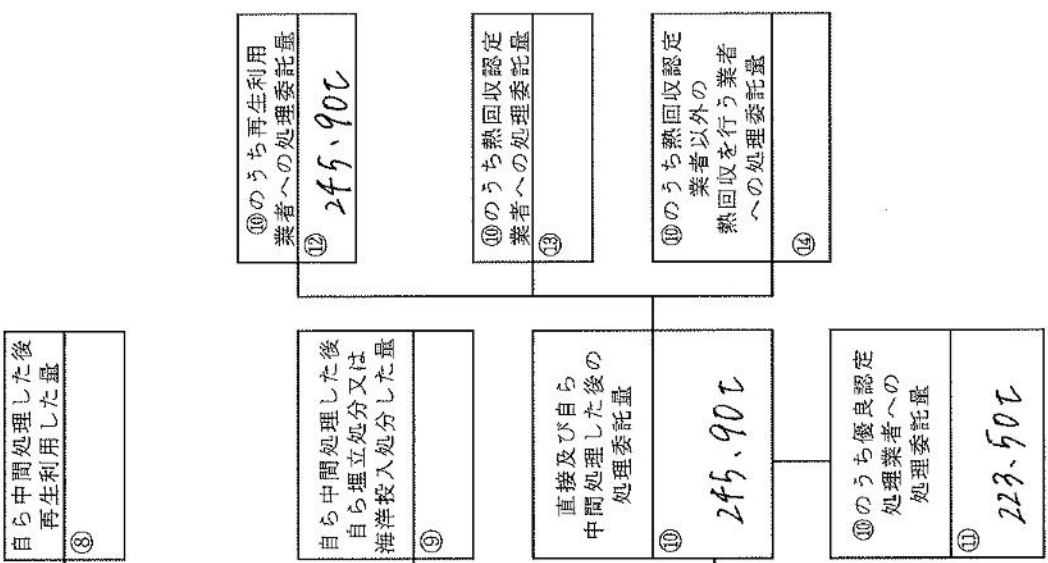 自ら中間処理した後
再生利用した量
⑧
自ら中間処理した後
自ら埋立処分又は
海洋投入処分した量
⑨
直接及び自ら
中間処理した後の
処理委託量
⑩
245、90t
⑩のうち優良認定
処理業者への
処理委託量
⑪
223、50t
⑩のうち再生利用
業者への処理委託量
⑫
245、90t
⑩のうち熱回収認定
業者への処理委託量
⑬
⑩のうち熱回収認定
業者以外の
熱回収を行う業者
への処理委託量
⑭